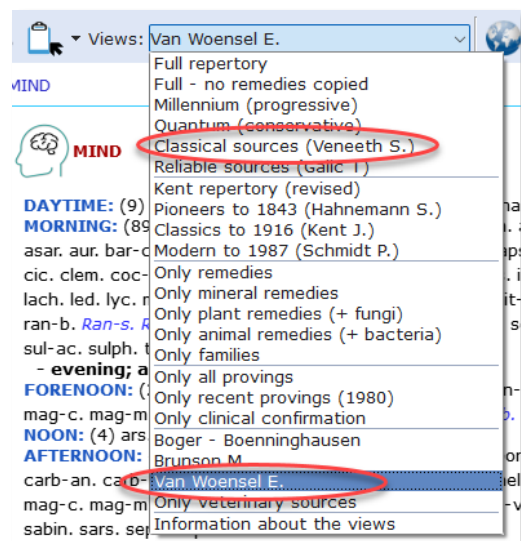 Views: Van Woensel E.
MIND
MIND
Full repertory
Full - no remedies copied
Millennium (progressive)
Quantum (conservative)
Classical sources (Veneeth S.)
Reliable sources (Galic T)
Kent repertory (revised)
Pioneers to 1843 (Hahnemann S.)
Classics to 1916 (Kent J.)
Modern to 1987 (Schmidt P.)
Only remedies
Only mineral remedies
Only plant remedies (+ fungi)
Only animal remedies (+ bacteria)
Only families
Only all provings
Only recent provings (1980)
Only clinical confirmation
Boger - Boenninghausen
Brunson M.
Van Woensel E.
Only veterinary sources
Information about the views
DAYTIME: (9)
MORNING: (89
asar. aur. bar-c
cic. clem. coc-
lach. led. lyc.
ran-b. Ran-s.
sul-ac. sulph.
- evening; a
FORENOON:
mag-c. mag-m
NOON: (4) ars.
AFTERNOON:
carb-an. carb-
mag-c. mag-m
sabin. sars. sep